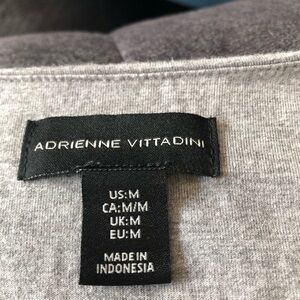 ADRIENNE VITTADINI
US:M
CA:M/M
UK:M
EU:M
MADE IN
INDONESIA